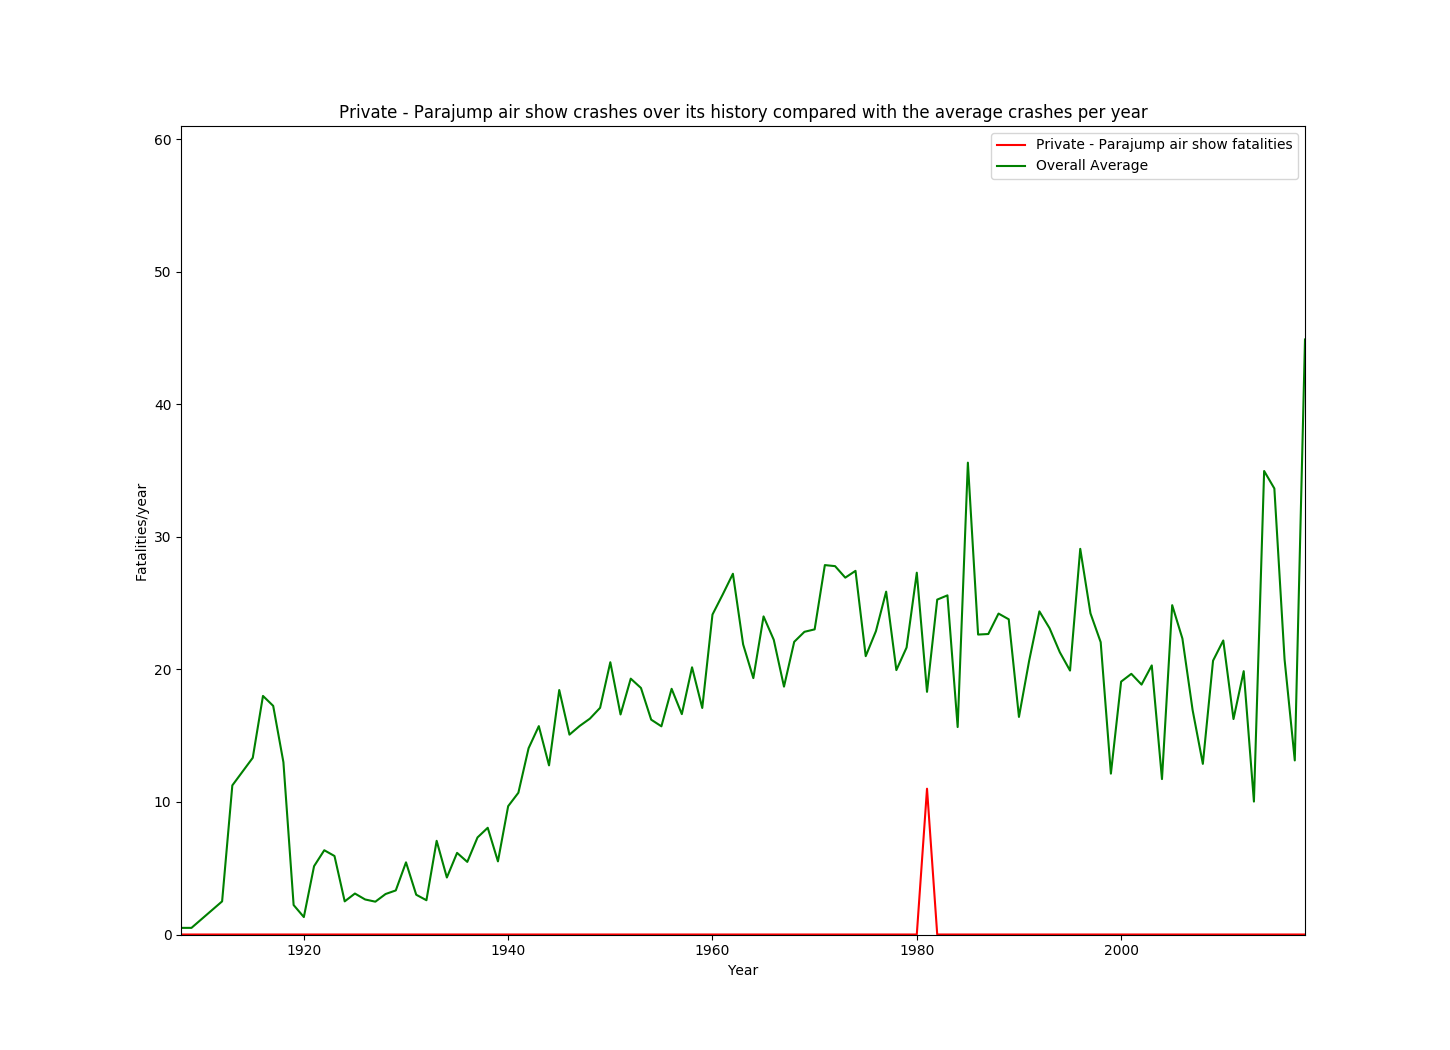 Private - Parajump air show crashes over its history compared with the average crashes per year
Private - Parajump air show fatalities
Overall Average
60
50
40
30
20
10
0
Fatalities/year
1920 1940 1960 1980 2000
Year